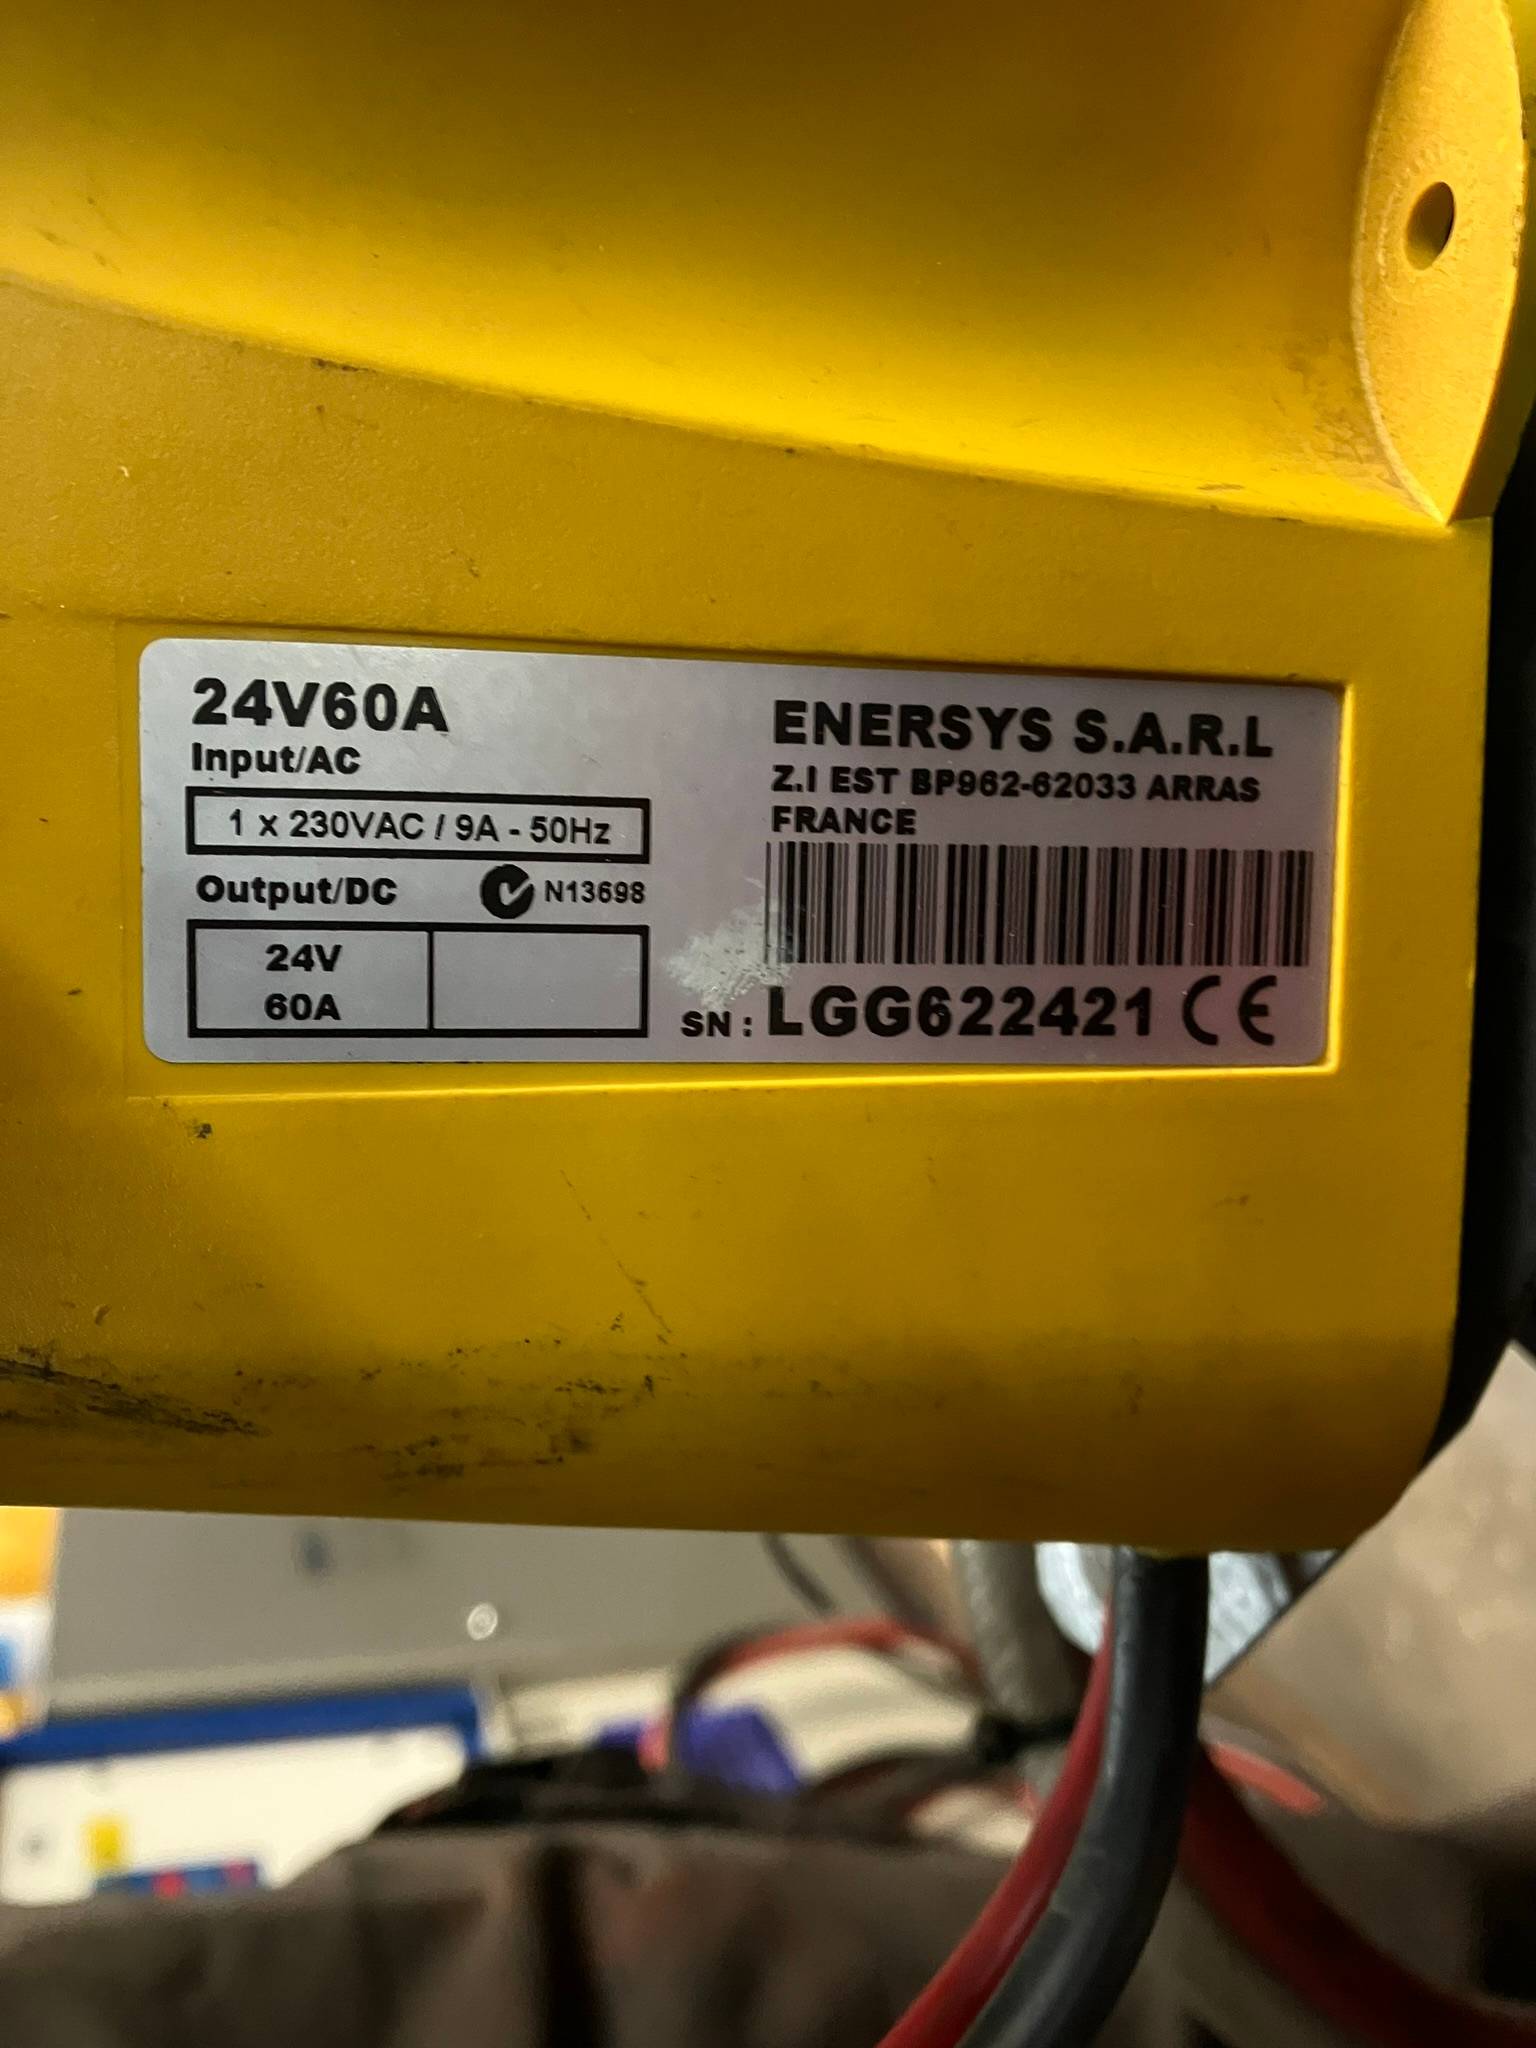 24V60A
Input/AC
1 x 230VAC / 9A - 50Hz
Output/DC N13698
24V
60A
ENERSYS S.A.R.L
Z.I EST BP962-62033 ARRAS
FRANCE
SN : LGG622421 CE